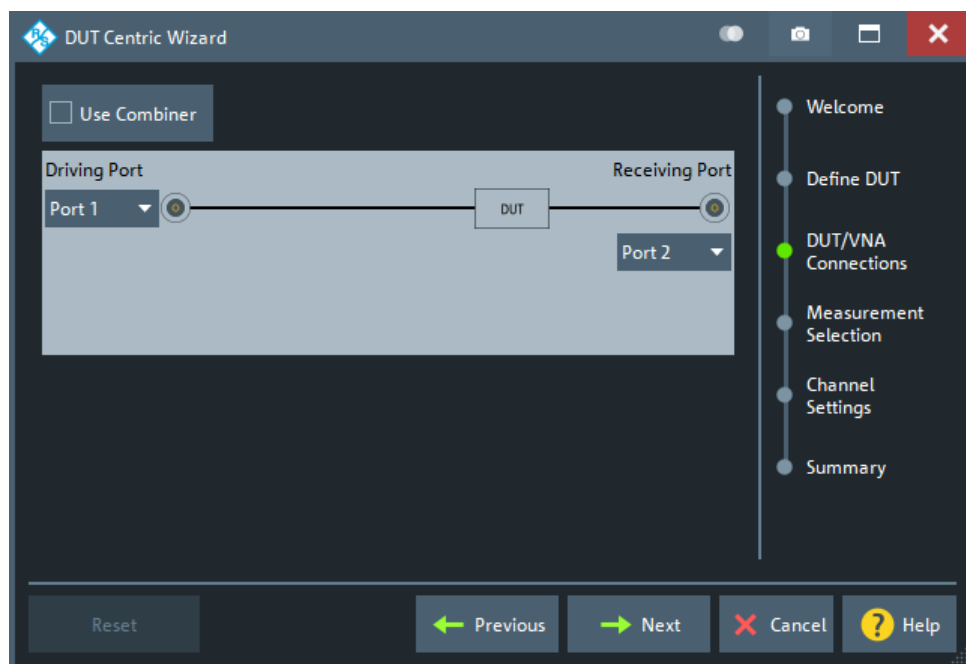 R&S DUT Centric Wizard
Use Combiner
Driving Port
Receiving Port
Port 1
DUT
Port 2
Welcome
Define DUT
DUT/VNA
Connections
Measurement
Selection
Channel
Settings
Summary
Reset
Previous
Next
Cancel
? Help